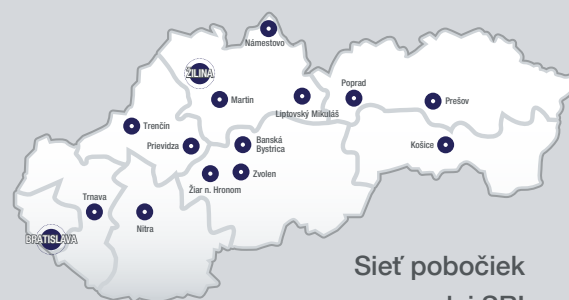 Námestovo
ŽILINA
Poprad
Martin
Liptovský Mikuláš
Prešov
Trenčín
Prievidza
Banská
Bystrica
Košice
Zvolen
Žiar n. Hronom
Trnava
Nitra
BRATISLAVA
Sieť pobočiek